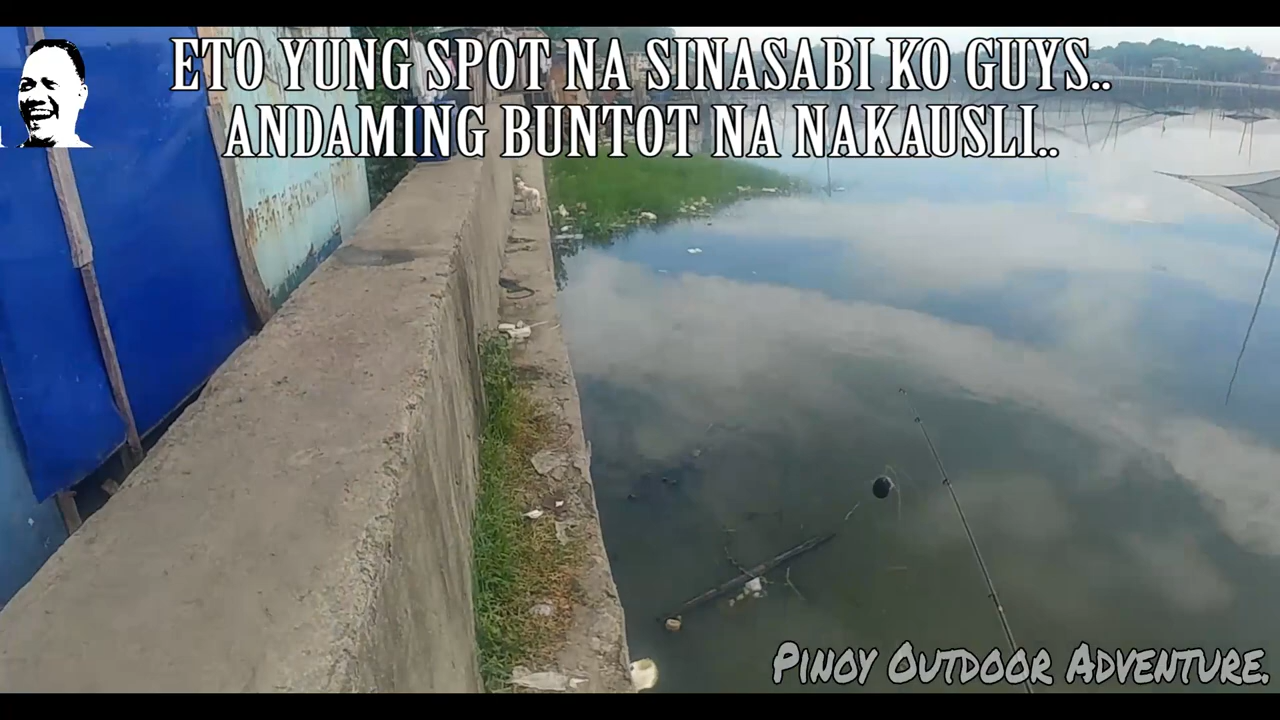 ETO YUNG SPOT NA SINASABI KO GUYS..
ANDAMING BUNTOT NA NAKAUSLI..
PINOY OUTDOOR ADVENTURE.